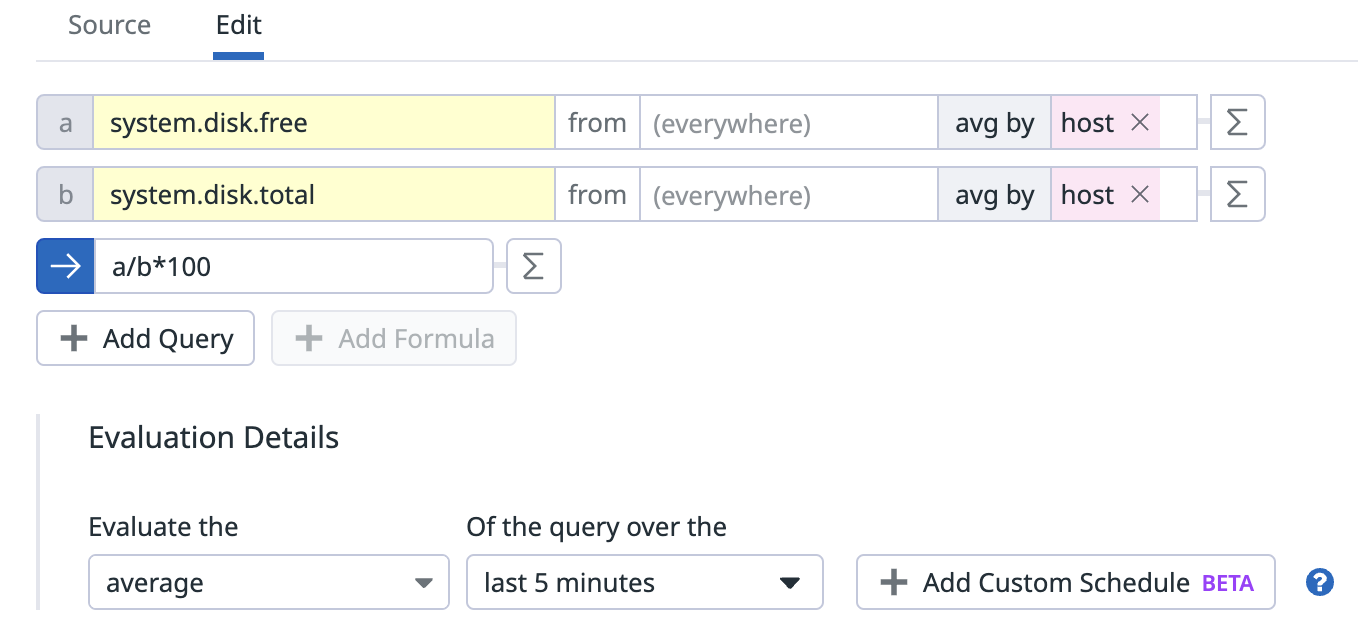 Source Edit
a system.disk.free from (everywhere) avg by host × Σ
b system.disk.total from (everywhere) avg by host × Σ
→ a/b*100 Σ
+ Add Query + Add Formula
Evaluation Details
Evaluate the Of the query over the
average last 5 minutes + Add Custom Schedule BETA ?